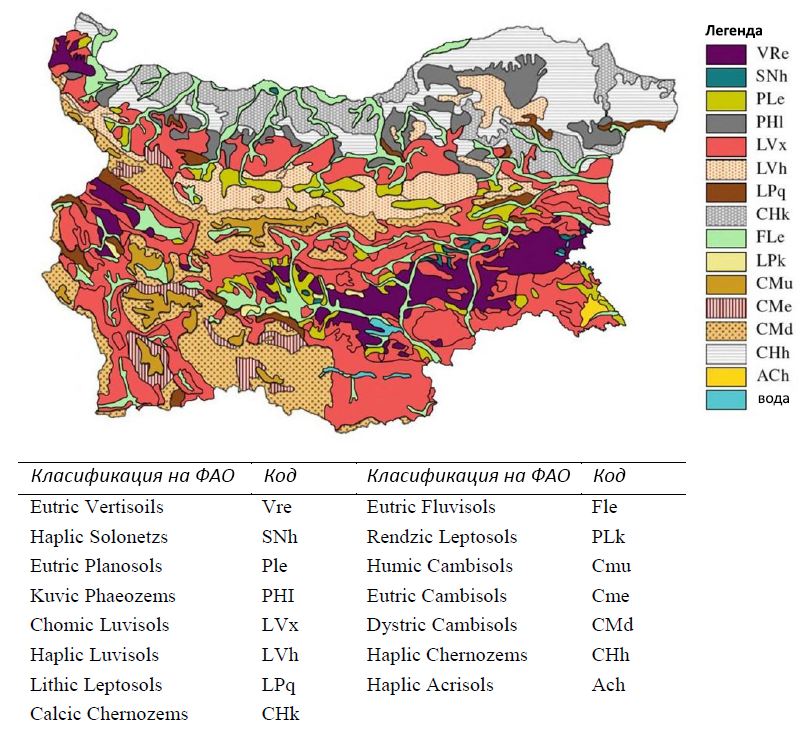 Легенда
VRe
SNh
PLe
PHl
LVx
LVh
LPq
CHk
FLe
LPk
CMu
CMe
CMd
CHh
ACh
вода
Класификация на ФАО Код Класификация на ФАО Код
Eutric Vertisoils Vre Eutric Fluvisols Fle
Haplic Solonetzs SNh Rendzic Leptosols PLk
Eutric Planosols Ple Humic Cambisols Cmu
Kuvic Phaeozems PHI Eutric Cambisols Cme
Chomic Luvisols LVx Dystric Cambisols CMd
Haplic Luvisols LVh Haplic Chernozems CHh
Lithic Leptosols LPq Haplic Acrisols Ach
Calcic Chernozems CHk